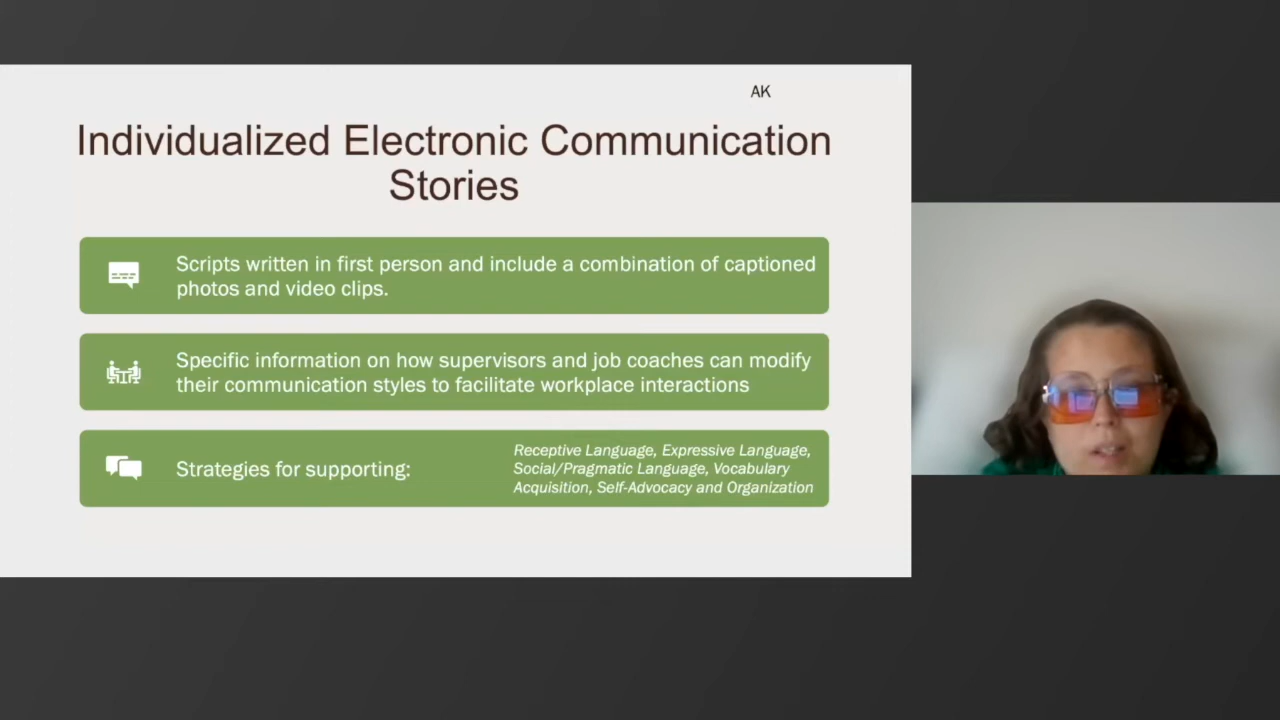 AK
Individualized Electronic Communication
Stories
Scripts written in first person and include a combination of captioned
photos and video clips.
Specific information on how supervisors and job coaches can modify
their communication styles to facilitate workplace interactions
Strategies for supporting:
Receptive Language, Expressive Language,
Social/Pragmatic Language, Vocabulary
Acquisition, Self-Advocacy and Organization